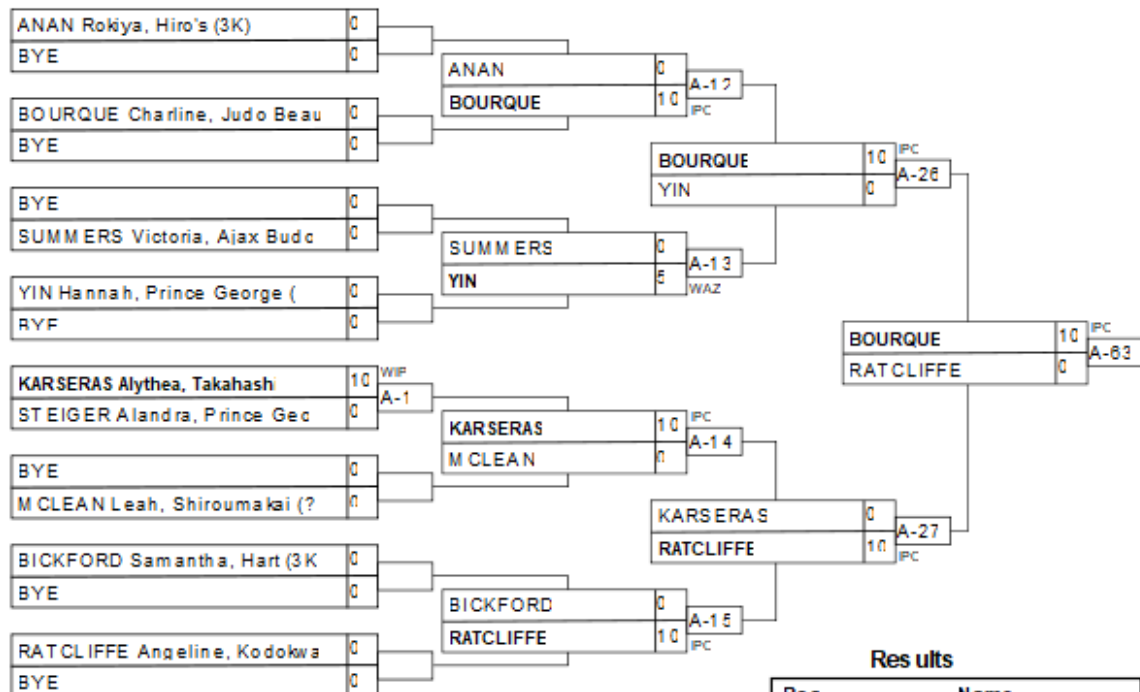 ANAN Rokiya, Hiro's (3K) 0
BYE 0
BOURQUE Charline, Judo Beau 0
BYE 0
BYE 0
SUMMERS Victoria, Ajax Budo 0
YIN Hannah, Prince George ( 0
BYE 0
KARSERAS Alythea, Takahashi 10 WIP
A-1
STEIGER Alandra, Prince Geo 0
BYE 0
MCLEAN Leah, Shiroumakai (? 0
BICKFORD Samantha, Hart (3K 0
BYE 0
RATCLIFFE Angeline, Kodokwa 0
BYE 0
ANAN 0
A-12
BOURQUE 10 IPC
SUMMERS 0
A-13
YIN 5 WAZ
KARSERAS 10 IPC
A-14
MCLEAN 0
BICKFORD 0
A-15
RATCLIFFE 10 IPC
BOURQUE 10 IPC
A-26
YIN 0
KARSERAS 0
A-27
RATCLIFFE 10 IPC
BOURQUE 10 IPC
A-63
RATCLIFFE 0
Results
Name